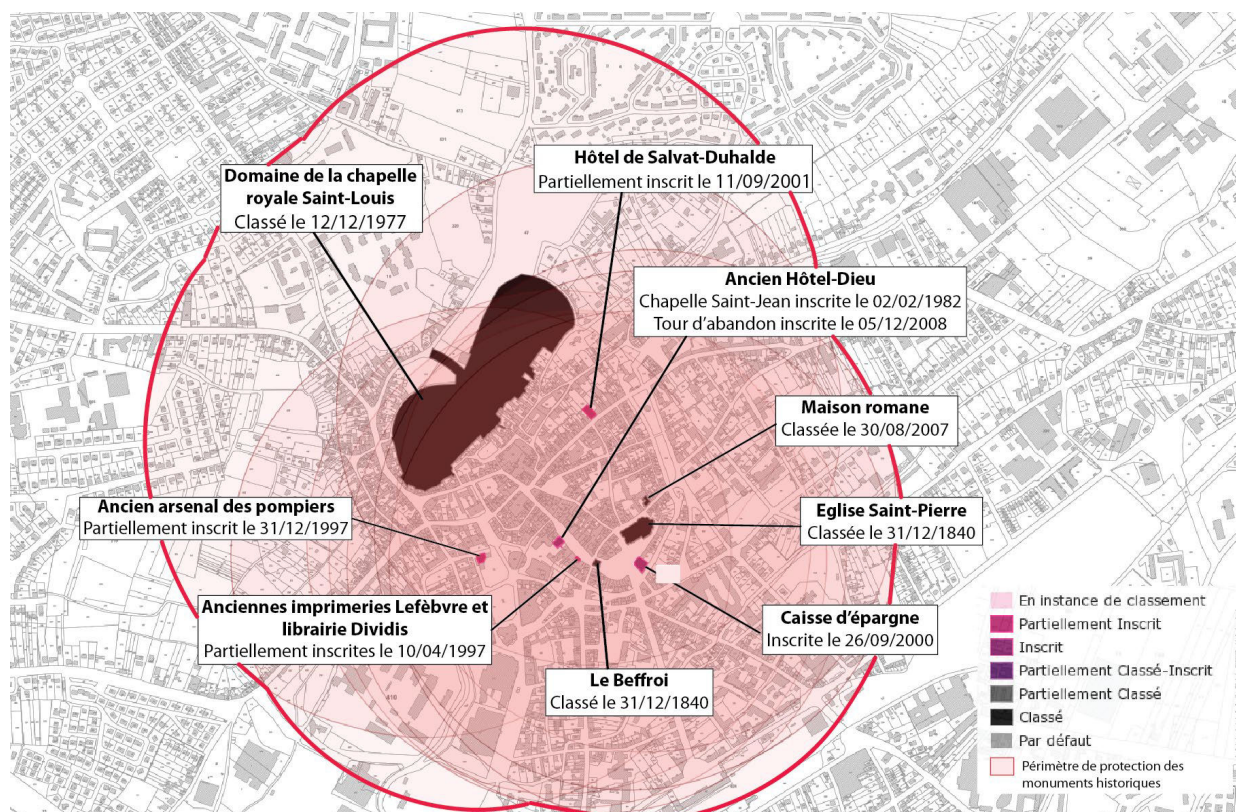 Hôtel de Salvat-Duhalde
Partiellement inscrit le 11/09/2001
Domaine de la chapelle
royale Saint-Louis
Classé le 12/12/1977
Ancien Hôtel-Dieu
Chapelle Saint-Jean inscrite le 02/02/1982
Tour d'abandon inscrite le 05/12/2008
Maison romane
Classée le 30/08/2007
Ancien arsenal des pompiers
Partiellement inscrit le 31/12/1997
Eglise Saint-Pierre
Classée le 31/12/1840
Anciennes imprimeries Lefèbvre et
librairie Dividis
Partiellement inscrites le 10/04/1997
Caisse d'épargne
Inscrite le 26/09/2000
Le Beffroi
Classé le 31/12/1840
En instance de classement
Partiellement Inscrit
Inscrit
Partiellement Classé-Inscrit
Partiellement Classé
Classé
Par défaut
Périmètre de protection des
monuments historiques